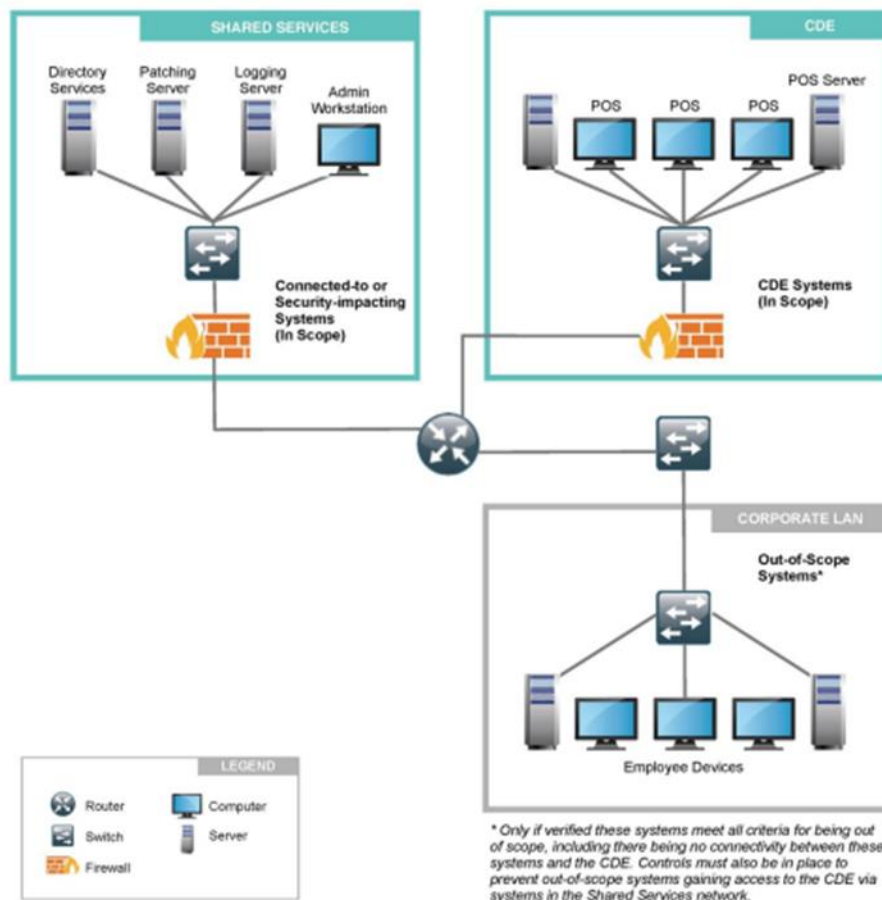 SHARED SERVICES
Directory
Services
Patching
Server
Logging
Server
Admin
Workstation
Connected-to or
Security-impacting
Systems
(In Scope)
CDE
POS
POS
POS
POS Server
CDE Systems
(In Scope)
CORPORATE LAN
Out-of-Scope
Systems*
Employee Devices
LEGEND
Router
Computer
Switch
Server
Firewall
* Only if verified these systems meet all criteria for being out
of scope, including there being no connectivity between these
systems and the CDE. Controls must also be in place to
prevent out-of-scope systems gaining access to the CDE via
systems in the Shared Services network.